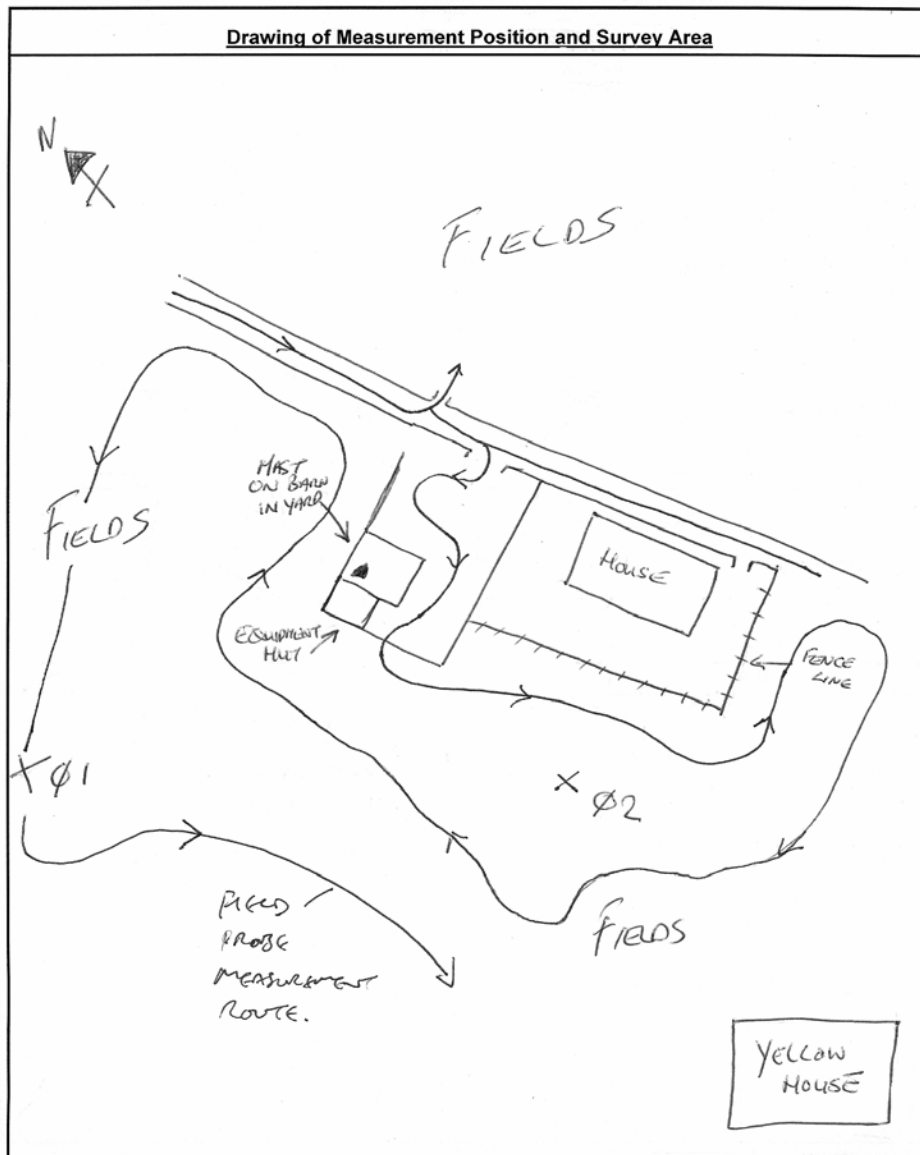 Drawing of Measurement Position and Survey Area
N
FIELDS
MAST
ON BARN
IN YARD
FIELDS
HOUSE
EQUIPMENT
HUT
FENCE
LINE
X Ø1
X Ø2
FIELD
PROBE
MEASUREMENT
ROUTE.
FIELDS
YELLOW
HOUSE